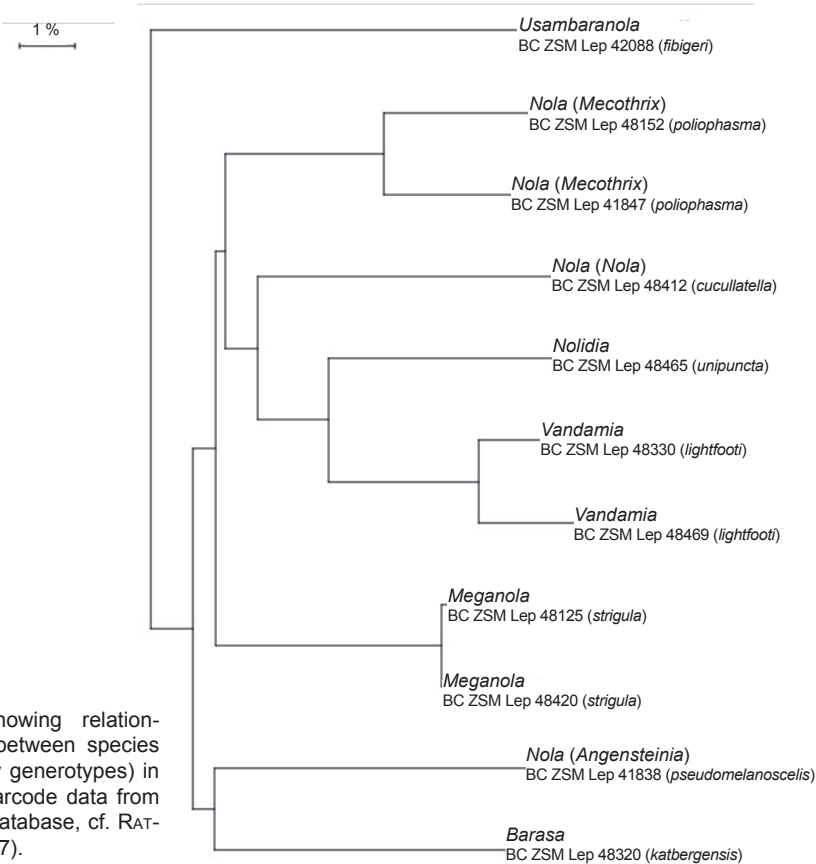 1 %
Usambaranola
BC ZSM Lep 42088 (fibigeri)
Nola (Mecothrix)
BC ZSM Lep 48152 (poliophasma)
Nola (Mecothrix)
BC ZSM Lep 41847 (poliophasma)
Nola (Nola)
BC ZSM Lep 48412 (cucullatella)
Nolidia
BC ZSM Lep 48465 (unipuncta)
Vandamia
BC ZSM Lep 48330 (lightfooti)
Vandamia
BC ZSM Lep 48469 (lightfooti)
Meganola
BC ZSM Lep 48125 (strigula)
Meganola
BC ZSM Lep 48420 (strigula)
Nola (Angensteinia)
BC ZSM Lep 41838 (pseudomelanoscelis)
Barasa
BC ZSM Lep 48320 (katbergensis)
howing relation-
between species
generotypes) in
arcode data from
atabase, cf. RAT-
7).